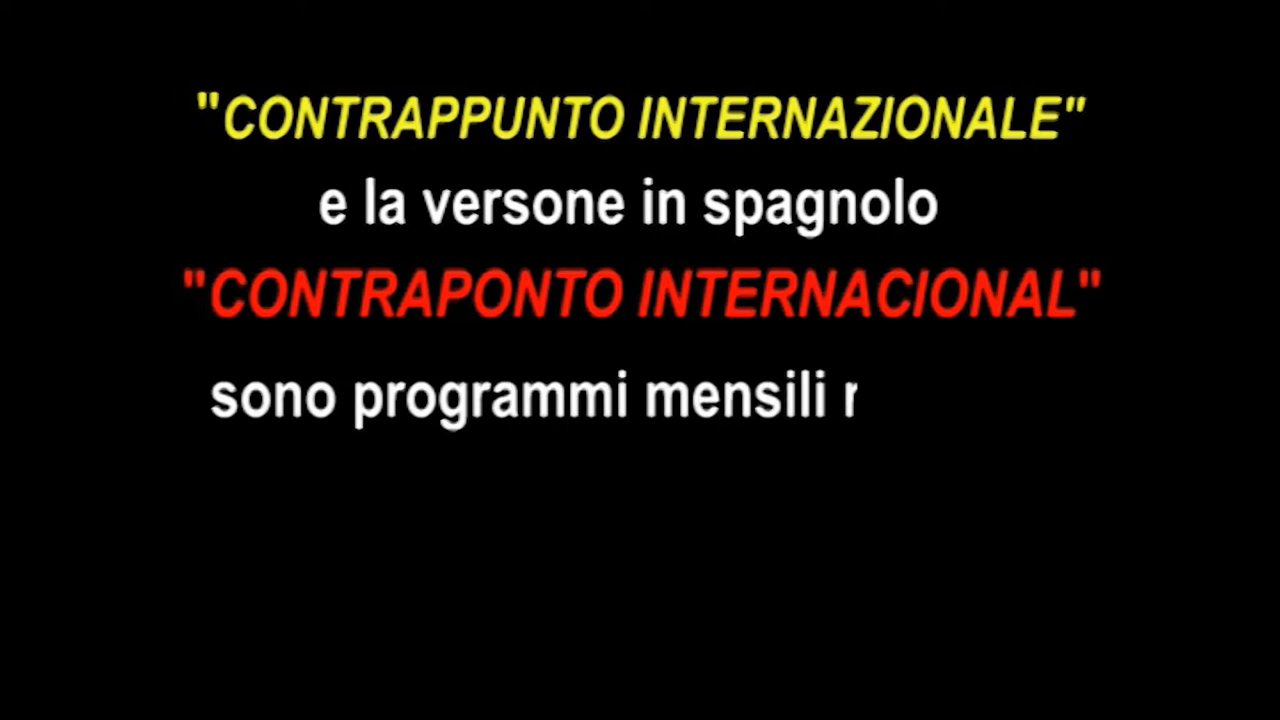 "CONTRAPPUNTO INTERNAZIONALE"
e la versone in spagnolo
"CONTRAPONTO INTERNACIONAL"
sono programmi mensili